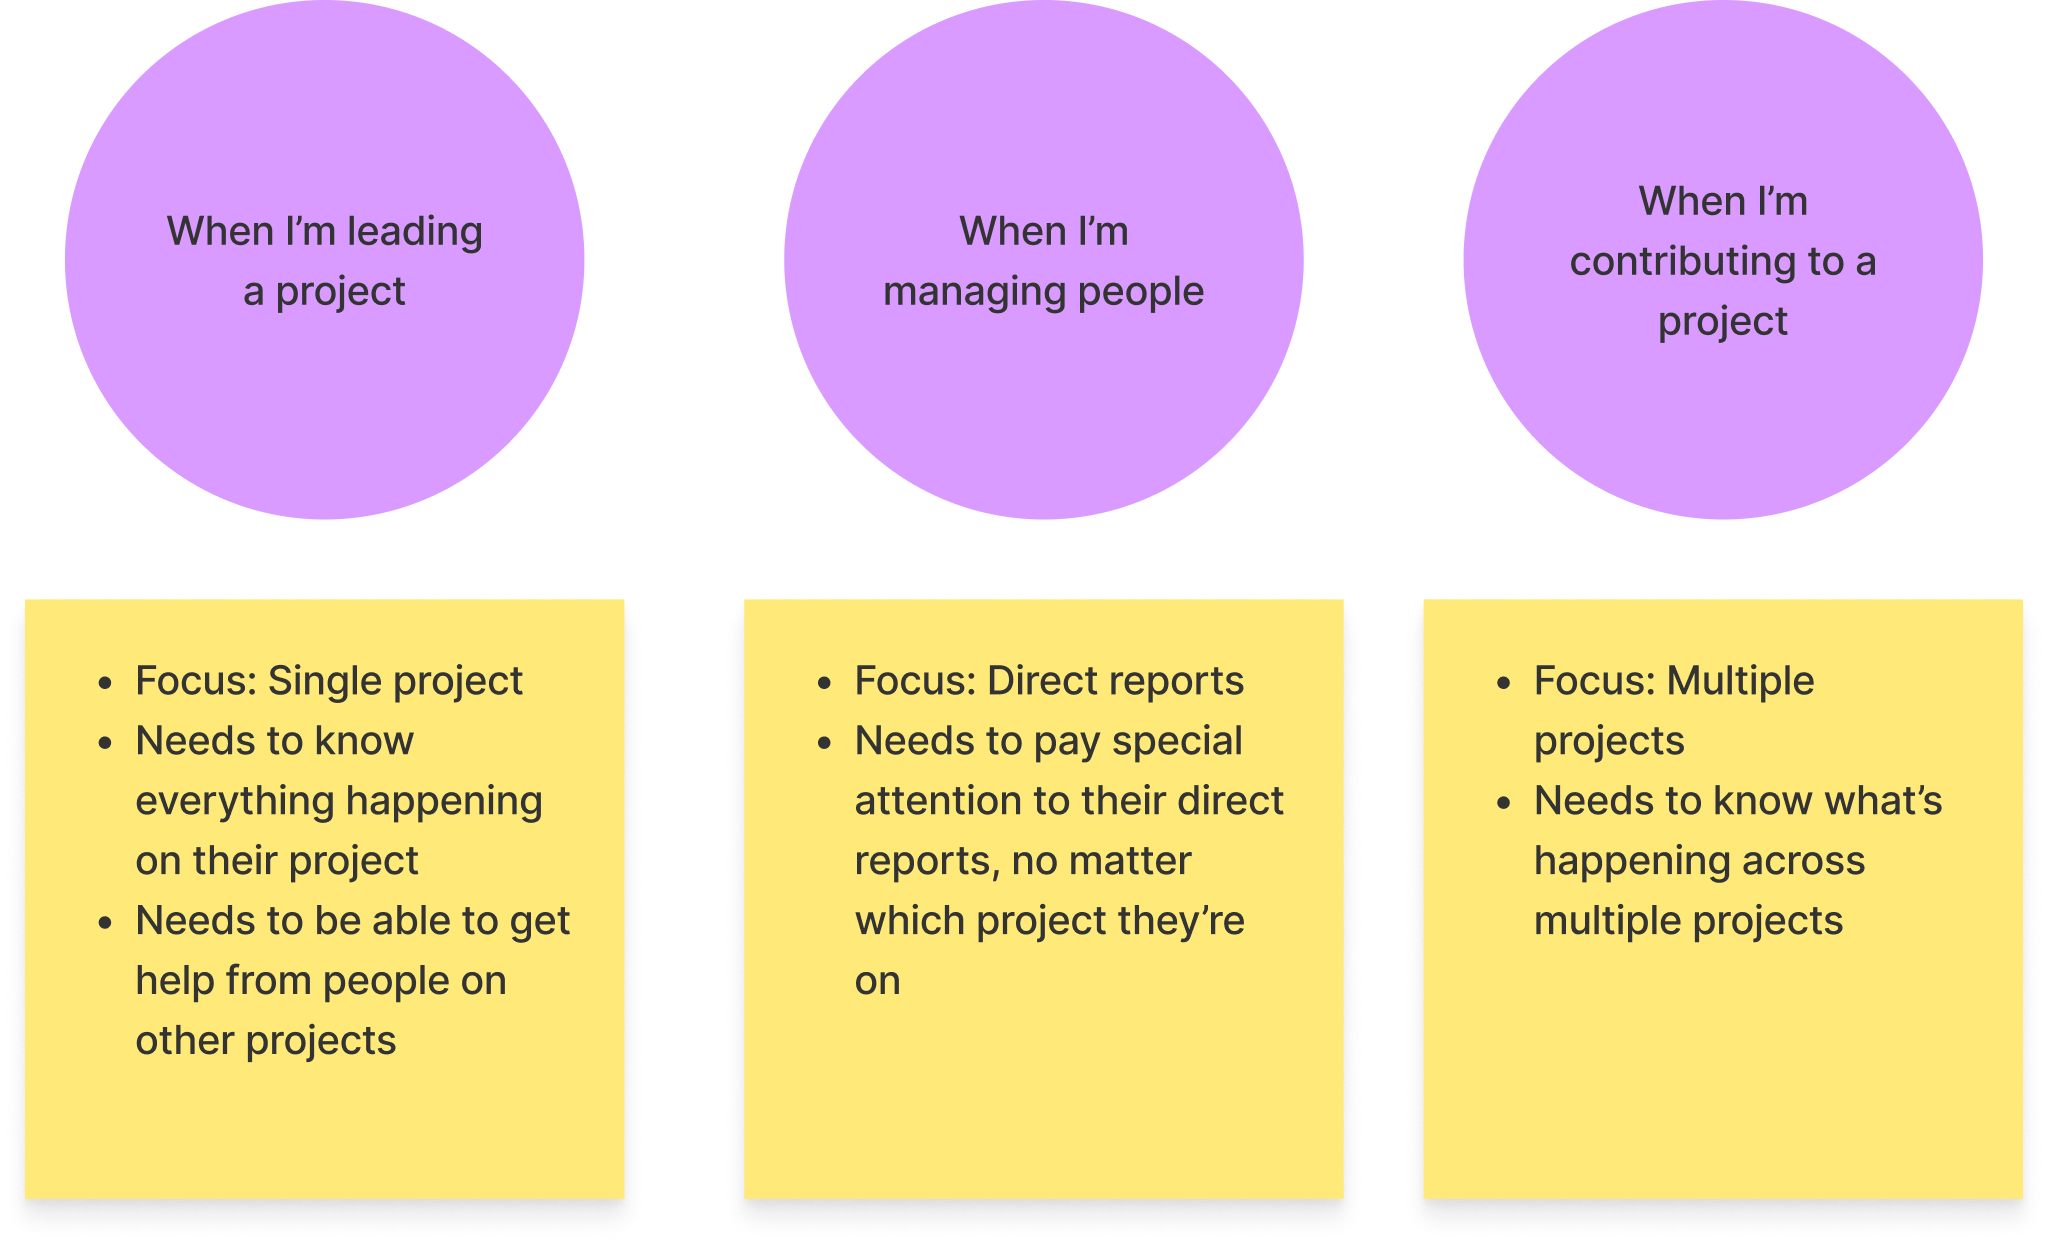 When I’m leading
a project
When I’m
managing people
When I’m
contributing to a
project
• Focus: Single project
• Needs to know
everything happening
on their project
• Needs to be able to get
help from people on
other projects
• Focus: Direct reports
• Needs to pay special
attention to their direct
reports, no matter
which project they’re
on
• Focus: Multiple
projects
• Needs to know what’s
happening across
multiple projects